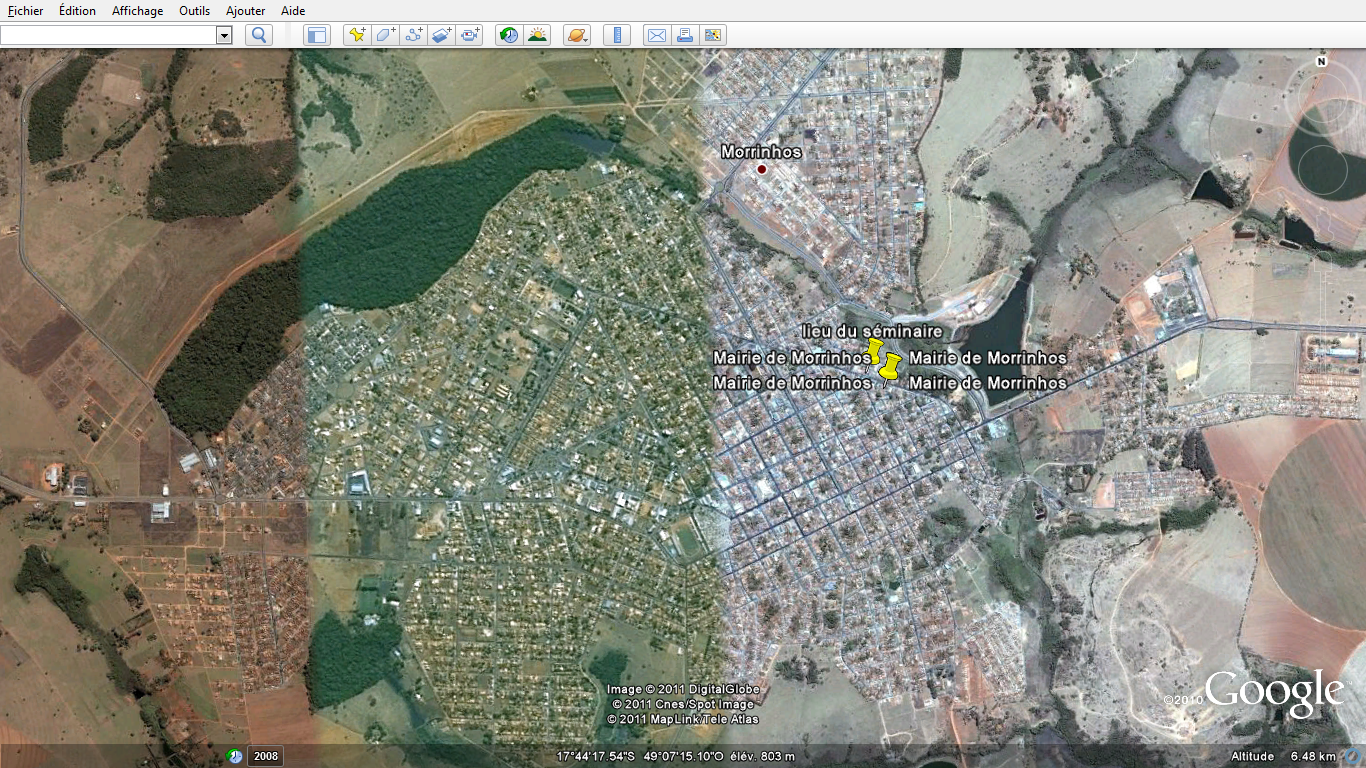 Fichier Édition Affichage Outils Ajouter Aide
N
Morrinhos
lieu du séminaire
Mairie de Morrinhos Mairie de Morrinhos
Mairie de Morrinhos Mairie de Morrinhos
Image © 2011 DigitalGlobe
© 2011 Cnes/Spot Image
© 2011 MapLink/Tele Atlas
©2010 Google™
2008 17°44'17.54"S 49°07'15.10"O élév. 803 m Altitude 6.48 km